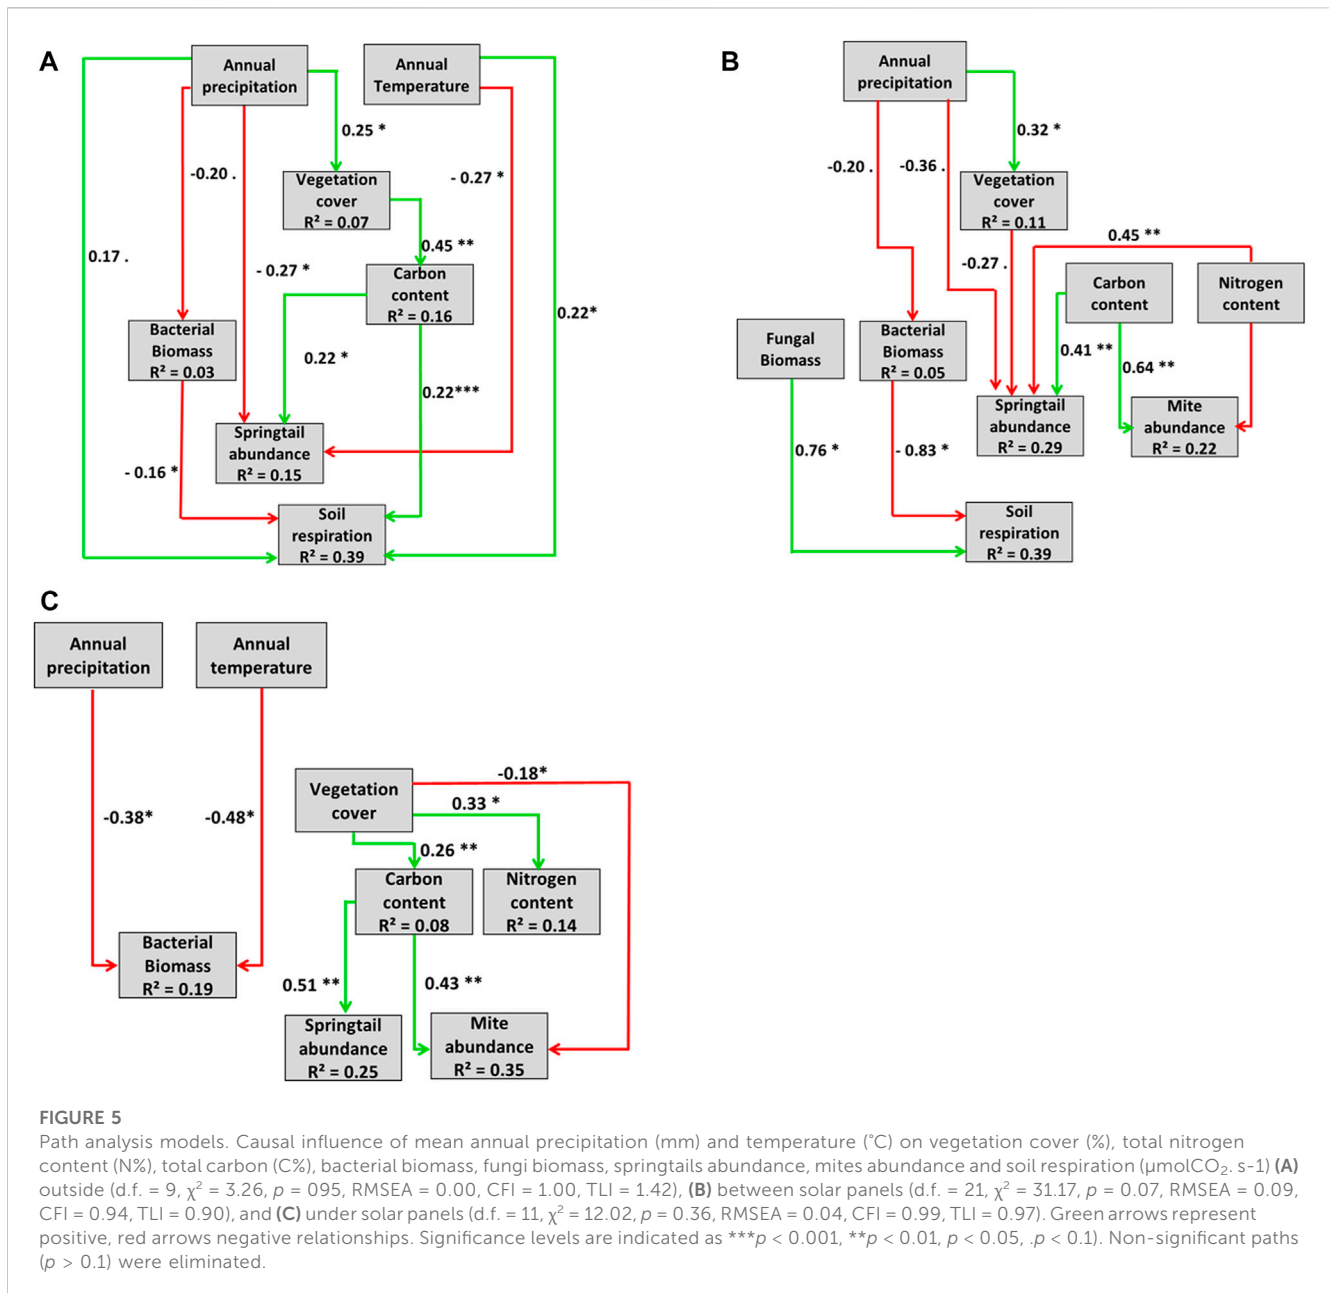 A
Annual
precipitation
Annual
Temperature
0.25 *
-0.20 .
- 0.27 *
Vegetation
cover
R² = 0.07
0.17 .
0.45 **
- 0.27 *
Carbon
content
R² = 0.16
0.22*
Bacterial
Biomass
R² = 0.03
0.22 *
0.22***
Springtail
abundance
R² = 0.15
- 0.16 *
Soil
respiration
R² = 0.39
B
Annual
precipitation
0.32 *
-0.20 .
-0.36 .
Vegetation
cover
R² = 0.11
0.45 **
-0.27 .
Carbon
content
Nitrogen
content
Fungal
Biomass
Bacterial
Biomass
R² = 0.05
0.41 **
0.64 **
Springtail
abundance
R² = 0.29
Mite
abundance
R² = 0.22
0.76 *
- 0.83 *
Soil
respiration
R² = 0.39
C
Annual
precipitation
Annual
temperature
-0.38*
-0.48*
Vegetation
cover
-0.18*
0.33 *
0.26 **
Carbon
content
R² = 0.08
Nitrogen
content
R² = 0.14
Bacterial
Biomass
R² = 0.19
0.51 **
0.43 **
Springtail
abundance
R² = 0.25
Mite
abundance
R² = 0.35
FIGURE 5
Path analysis models. Causal influence of mean annual precipitation (mm) and temperature (°C) on vegetation cover (%), total nitrogen
content (N%), total carbon (C%), bacterial biomass, fungi biomass, springtails abundance, mites abundance and soil respiration (µmolCO₂. s-1) (A)
outside (d.f. = 9, χ² = 3.26, p = 095, RMSEA = 0.00, CFI = 1.00, TLI = 1.42), (B) between solar panels (d.f. = 21, χ² = 31.17, p = 0.07, RMSEA = 0.09,
CFI = 0.94, TLI = 0.90), and (C) under solar panels (d.f. = 11, χ² = 12.02, p = 0.36, RMSEA = 0.04, CFI = 0.99, TLI = 0.97). Green arrows represent
positive, red arrows negative relationships. Significance levels are indicated as ***p < 0.001, **p < 0.01, p < 0.05, .p < 0.1). Non-significant paths
(p > 0.1) were eliminated.